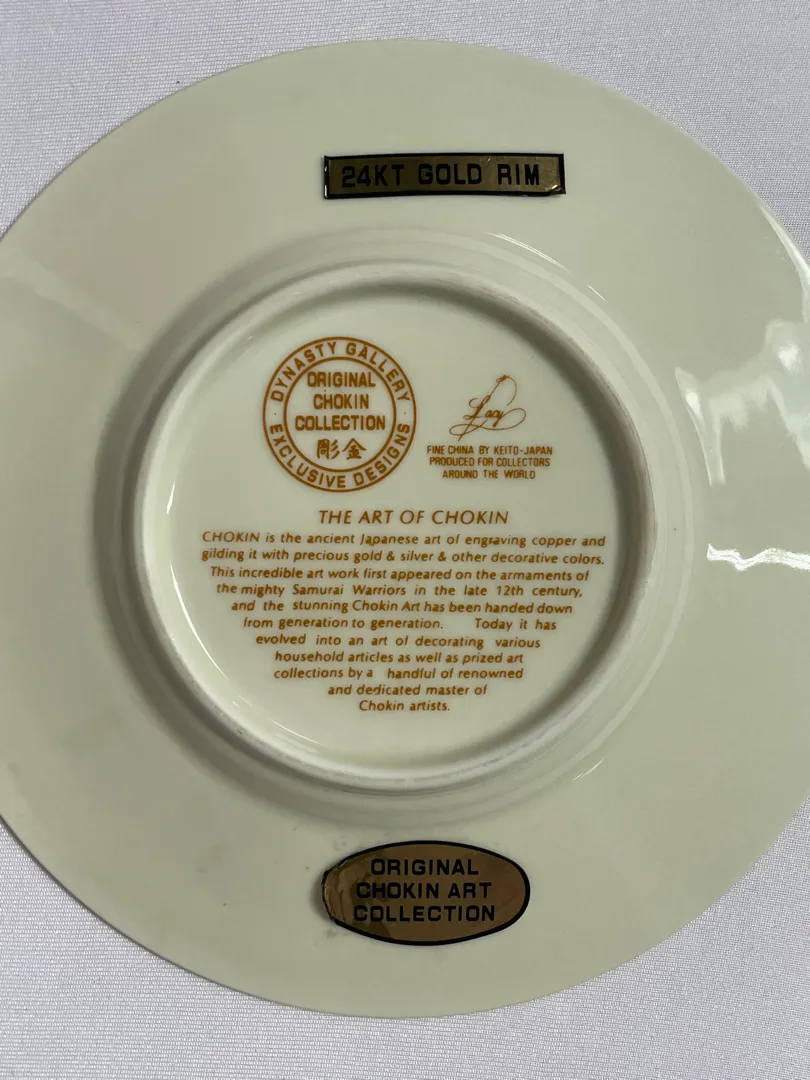 24KT GOLD RIM
DYNASTY GALLERY
ORIGINAL
CHOKIN
COLLECTION
彫金
EXCLUSIVE DESIGNS
FINE CHINA BY KEITO-JAPAN
PRODUCED FOR COLLECTORS
AROUND THE WORLD
THE ART OF CHOKIN
CHOKIN is the ancient Japanese art of engraving copper and
gilding it with precious gold & silver & other decorative colors.
This incredible art work first appeared on the armaments of
the mighty Samurai Warriors in the late 12th century,
and the stunning Chokin Art has been handed down
from generation to generation. Today it has
evolved into an art of decorating various
household articles as well as prized art
collections by a handful of renowned
and dedicated master of
Chokin artists.
ORIGINAL
CHOKIN ART
COLLECTION